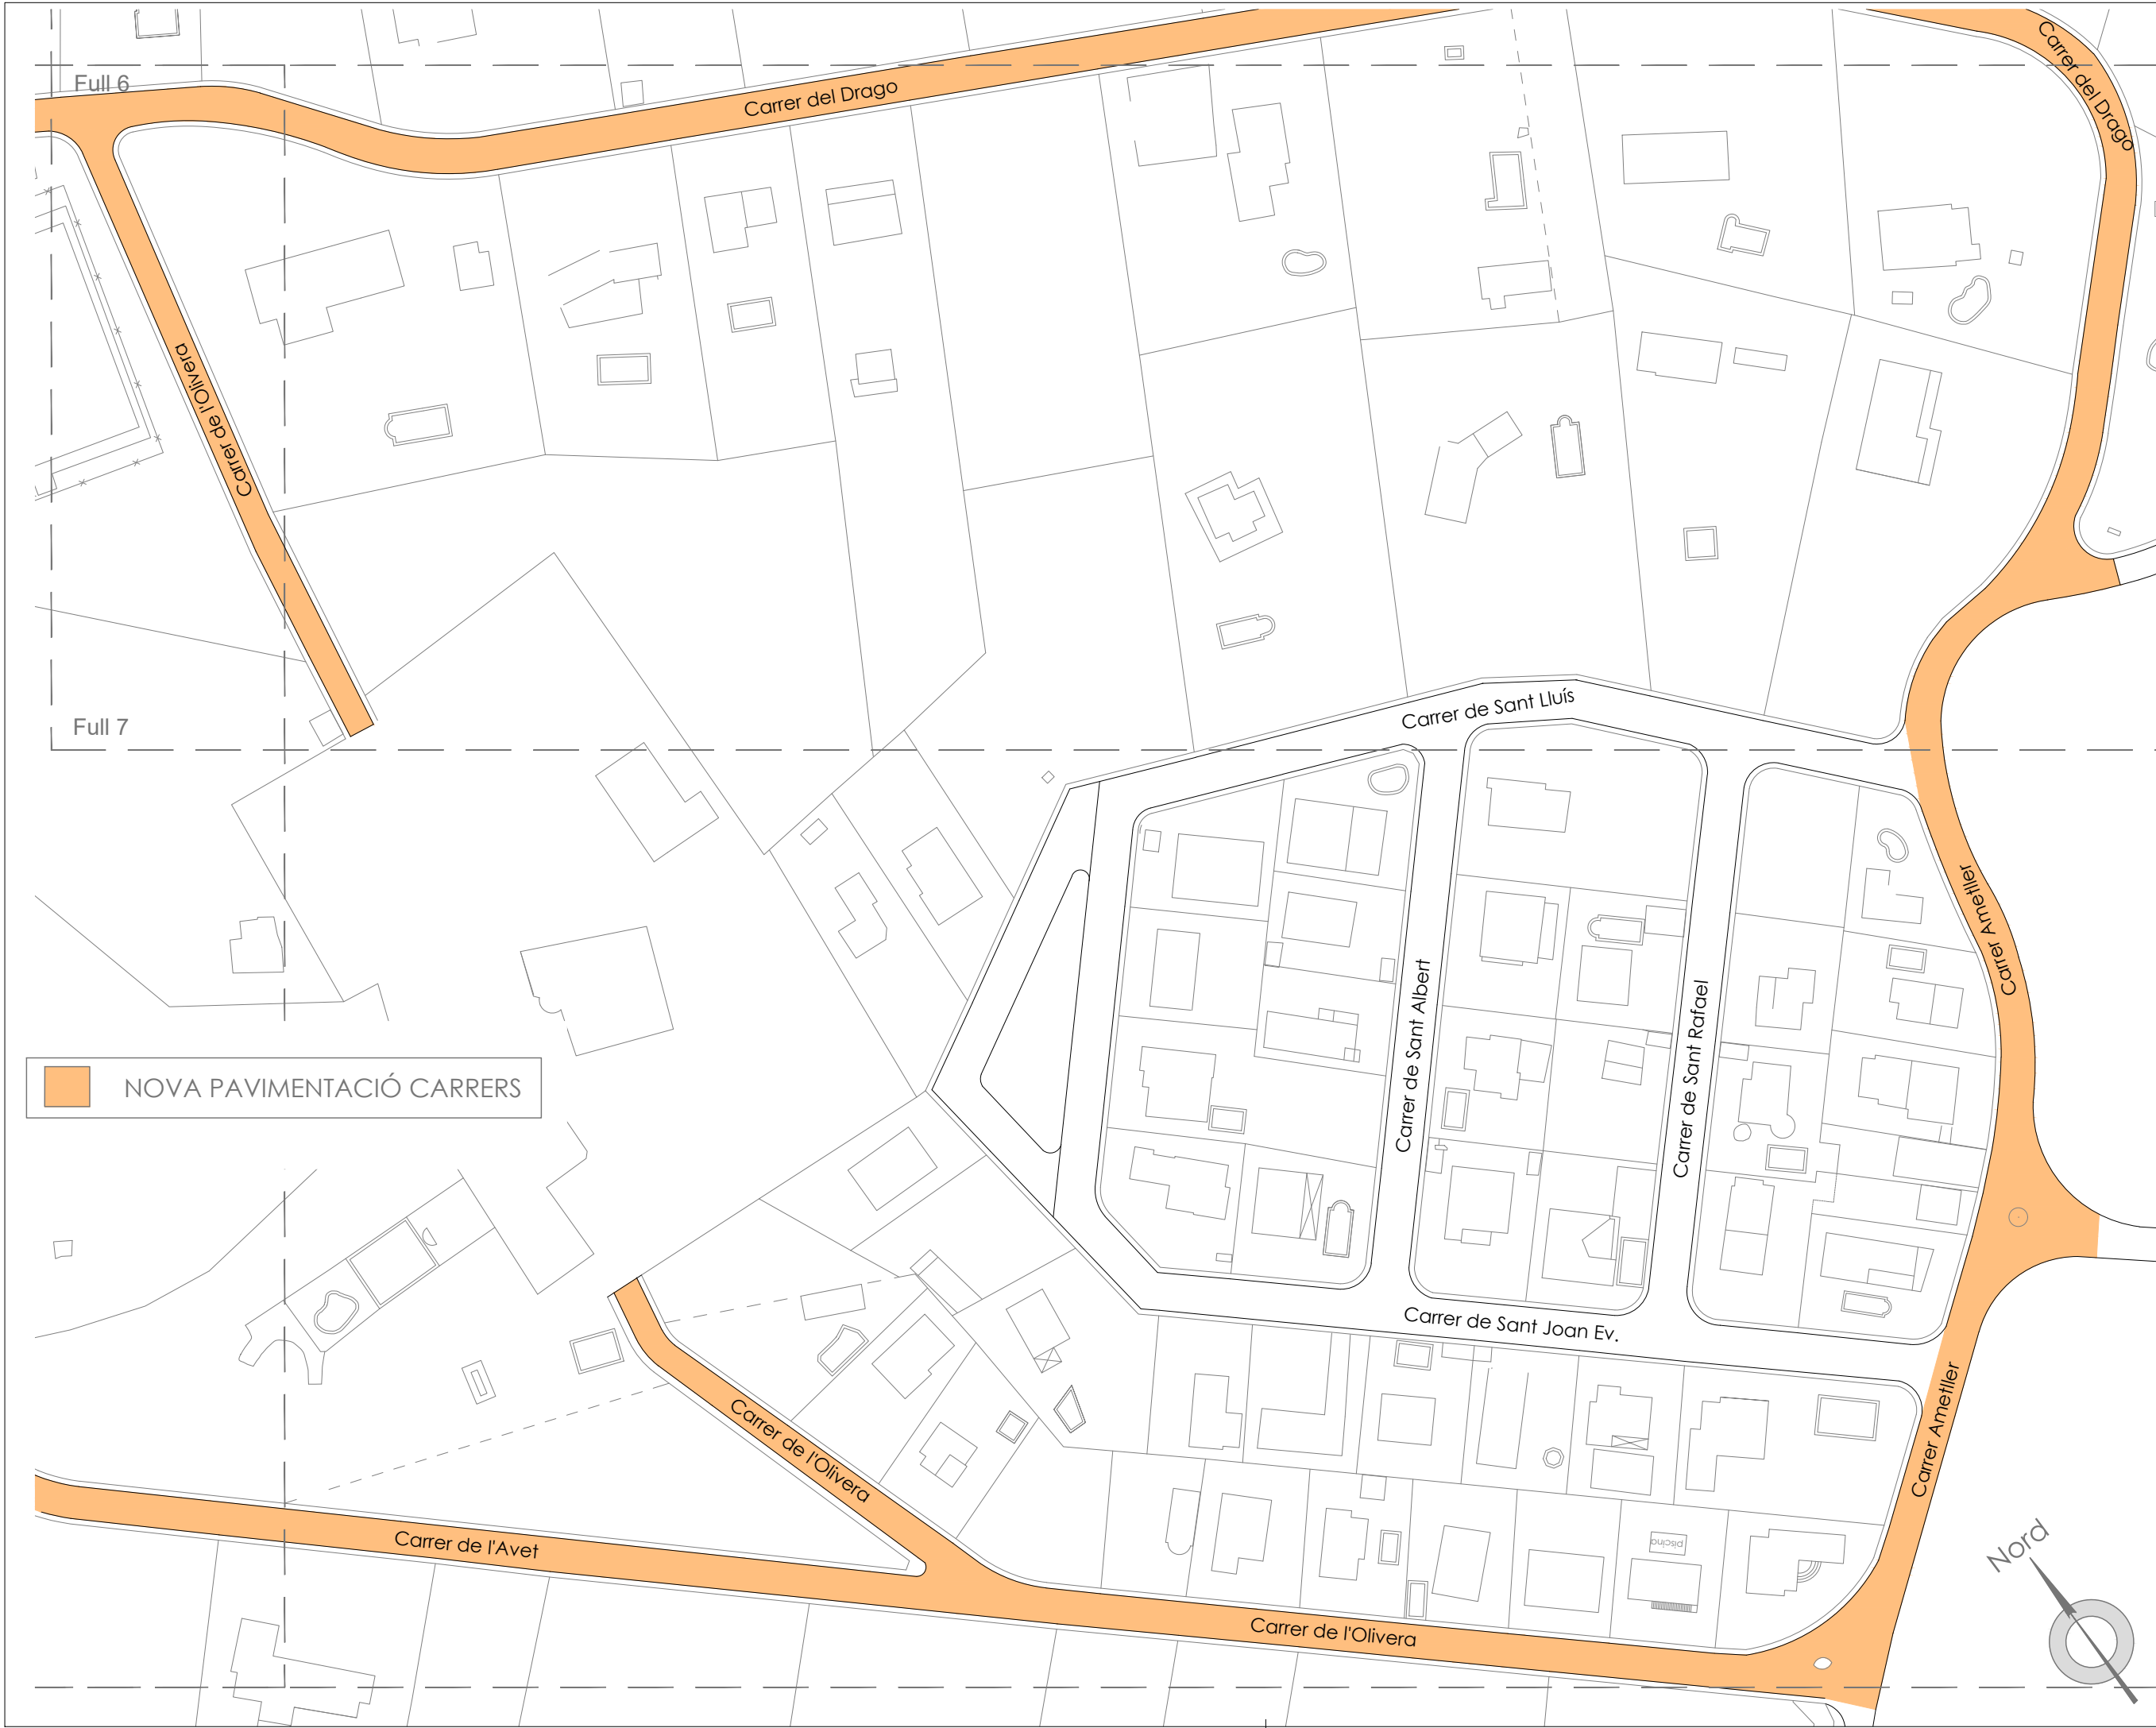 Full 6
Carrer del Drago
Carrer del Drago
Carrer de l'Olivera
Full 7
Carrer de Sant Lluís
Carrer Ametller
Carrer de Sant Albert
Carrer de Sant Rafael
NOVA PAVIMENTACIÓ CARRERS
Carrer de Sant Joan Ev.
Carrer Ametller
Carrer de l'Olivera
Carrer de l'Avet
piscina
Nord
Carrer de l'Olivera